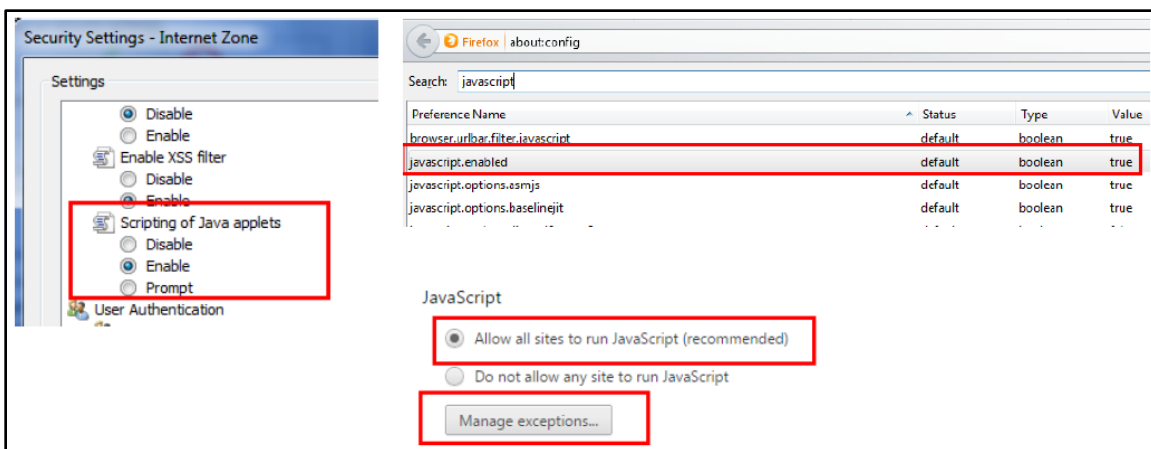 Security Settings - Internet Zone
Settings
Disable
Enable
Enable XSS filter
Disable
Enable
Scripting of Java applets
Disable
Enable
Prompt
User Authentication
Firefox about:config
Search: javascript
Preference Name Status Type Value
browser.urlbar.filter.javascript default boolean true
javascript.enabled default boolean true
javascript.options.asmjs default boolean true
javascript.options.baselinejit default boolean true
JavaScript
Allow all sites to run JavaScript (recommended)
Do not allow any site to run JavaScript
Manage exceptions...